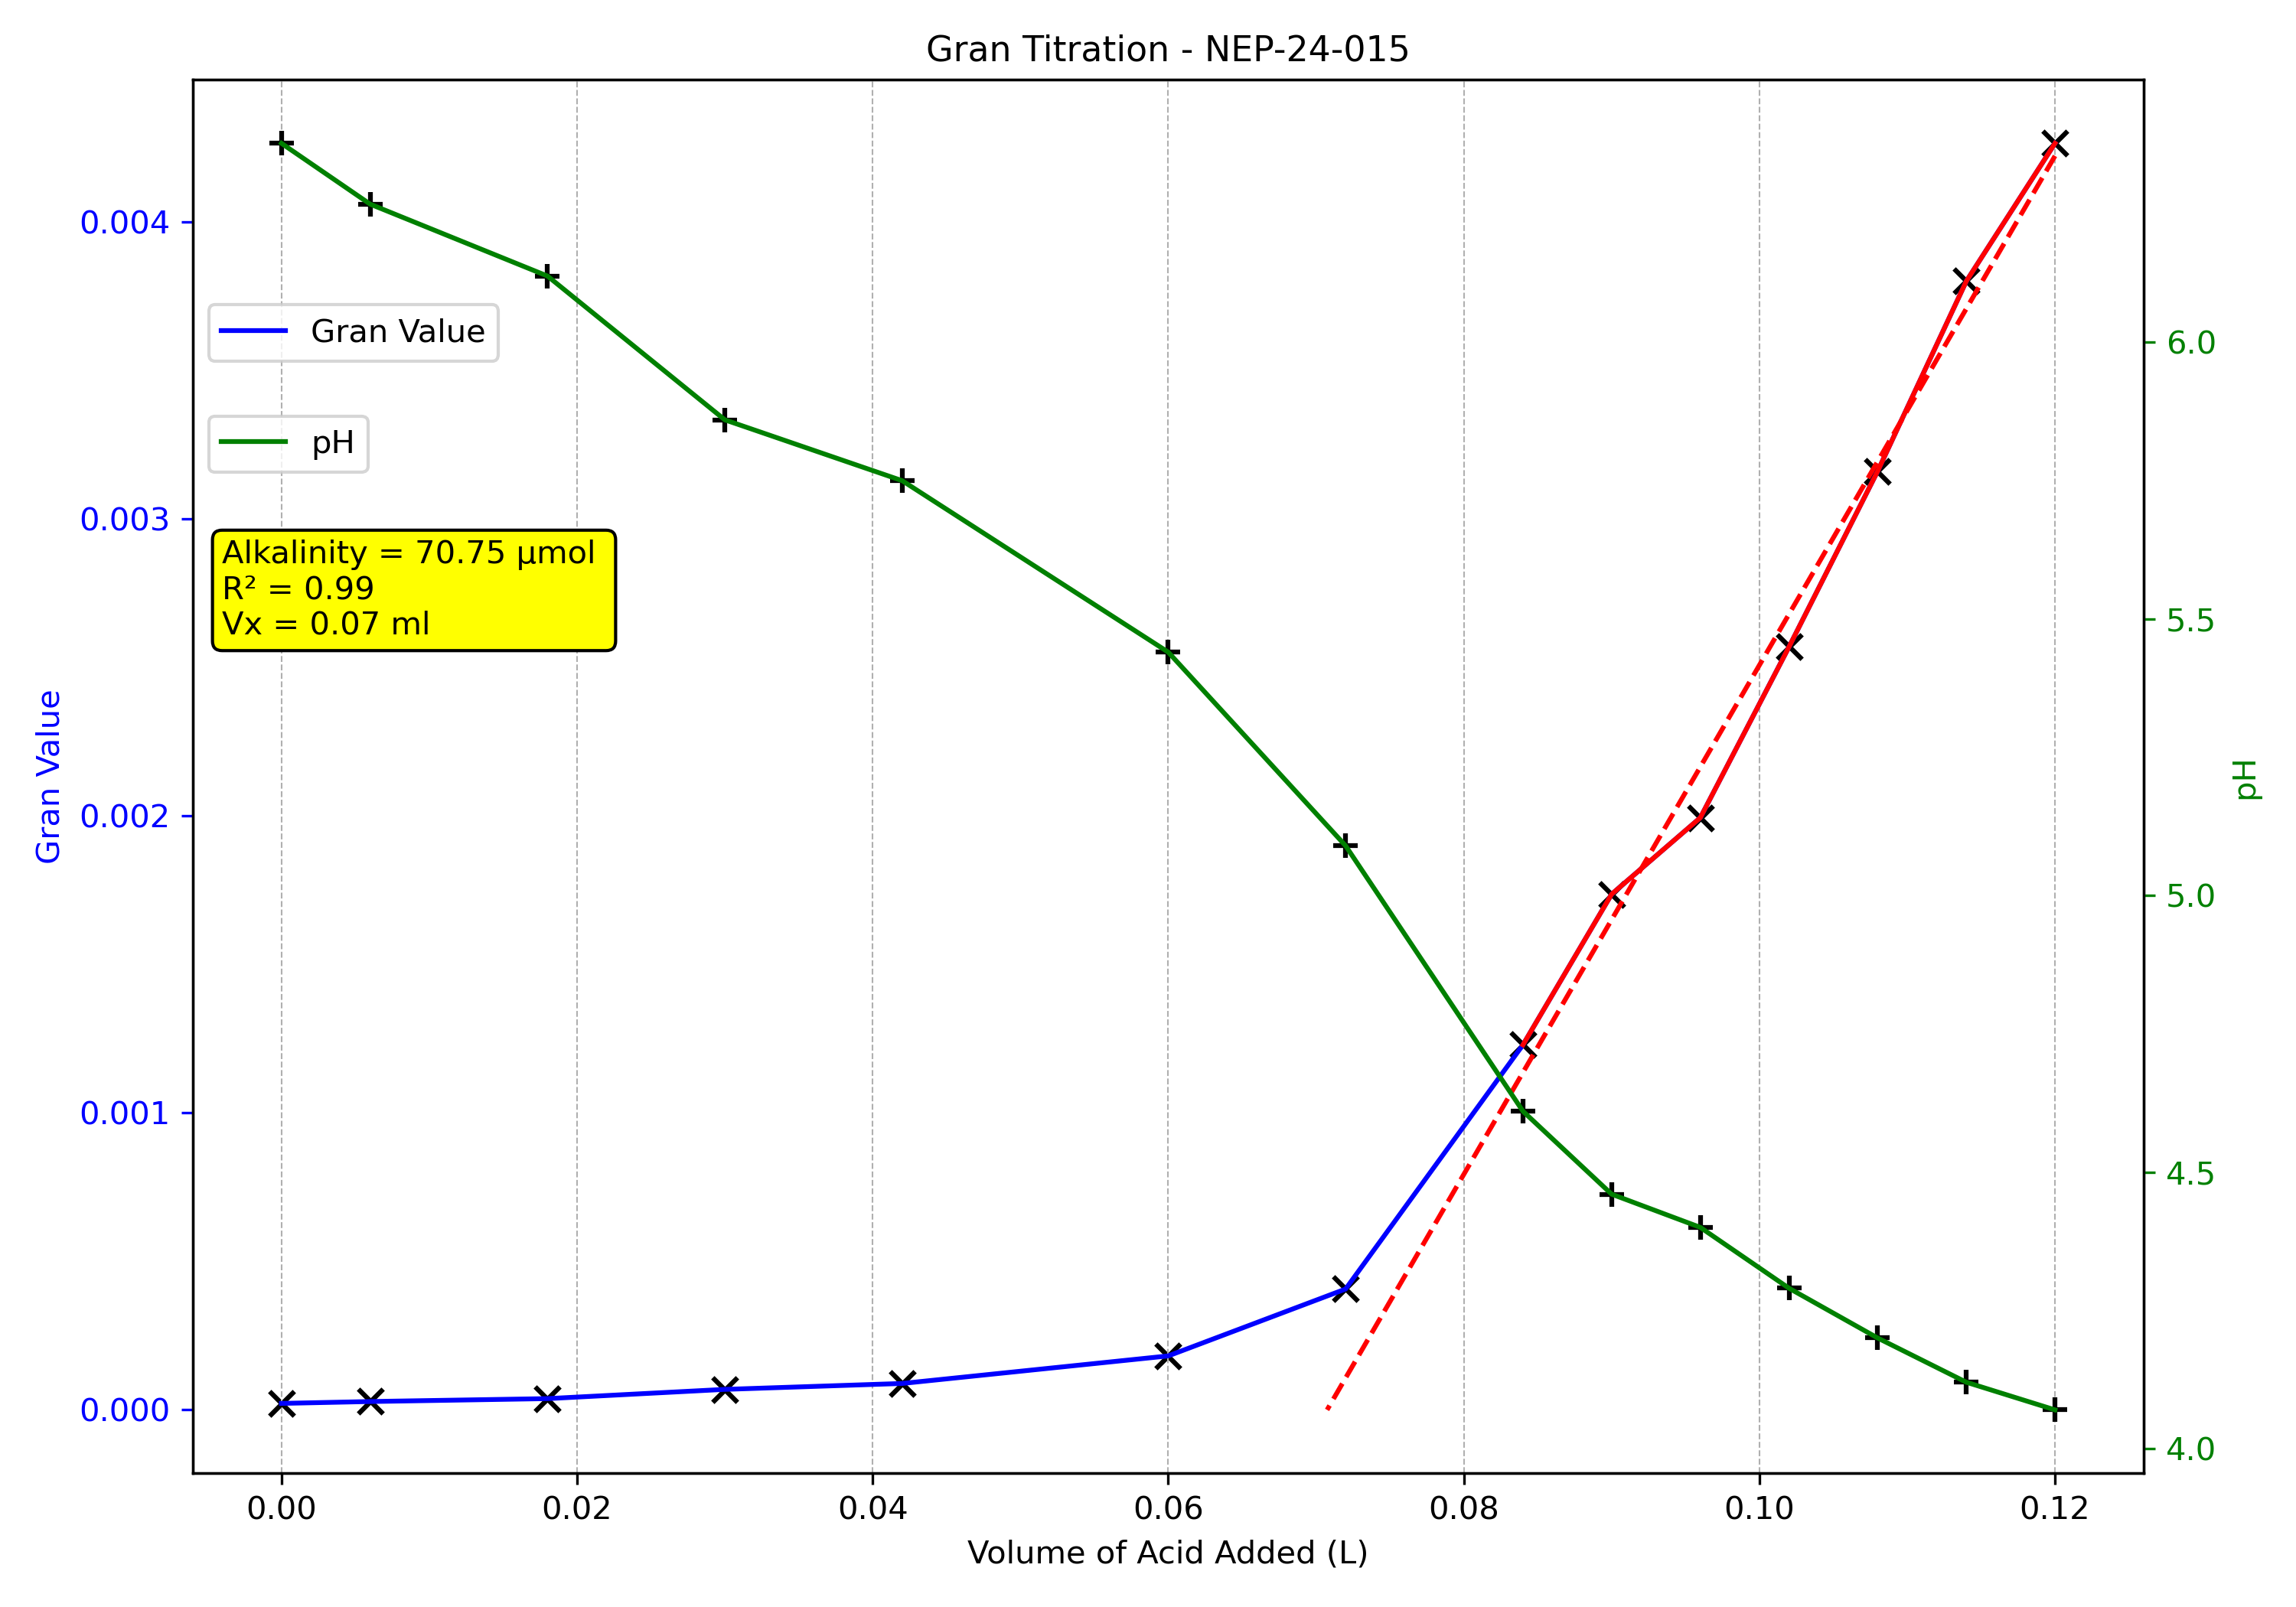 Gran Titration - NEP-24-015
Gran Value
pH
Alkalinity = 70.75 µmol
R² = 0.99
Vx = 0.07 ml
0.004
0.003
0.002
0.001
0.000
Gran Value
6.0
5.5
5.0
4.5
4.0
pH
0.00 0.02 0.04 0.06 0.08 0.10 0.12
Volume of Acid Added (L)